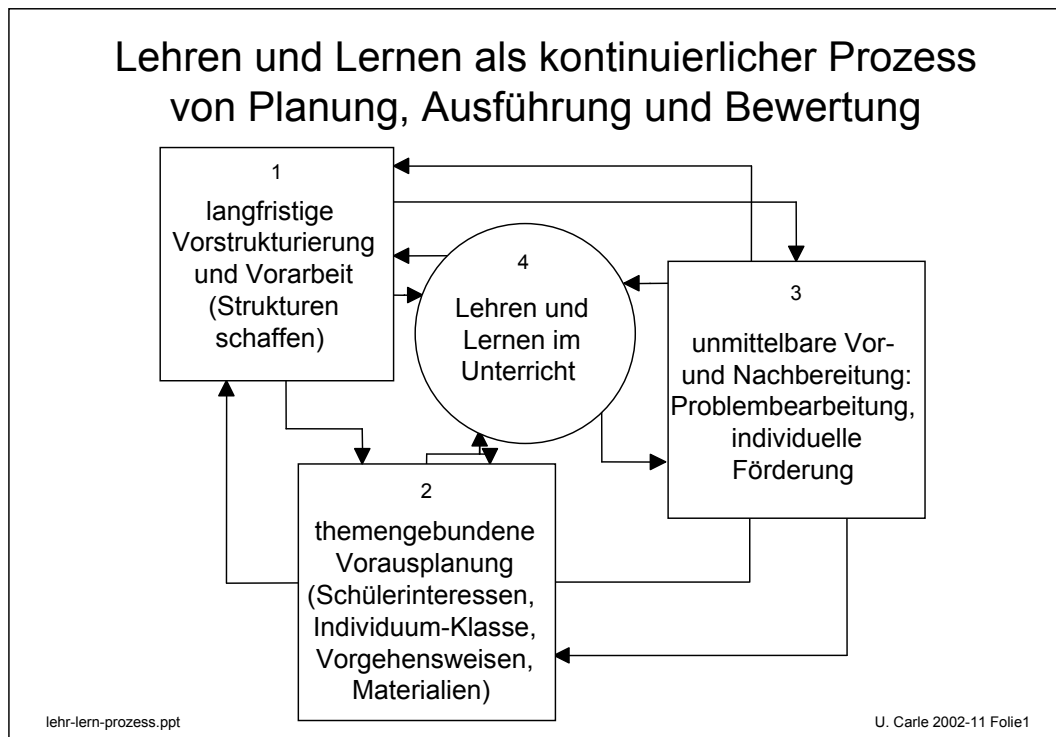 Lehren und Lernen als kontinuierlicher Prozess
von Planung, Ausführung und Bewertung
1
langfristige
Vorstrukturierung
und Vorarbeit
(Strukturen
schaffen)
4
Lehren und
Lernen im
Unterricht
3
unmittelbare Vor-
und Nachbereitung:
Problembearbeitung,
individuelle
Förderung
2
themengebundene
Vorausplanung
(Schülerinteressen,
Individuum-Klasse,
Vorgehensweisen,
Materialien)
lehr-lern-prozess.ppt
U. Carle 2002-11 Folie1